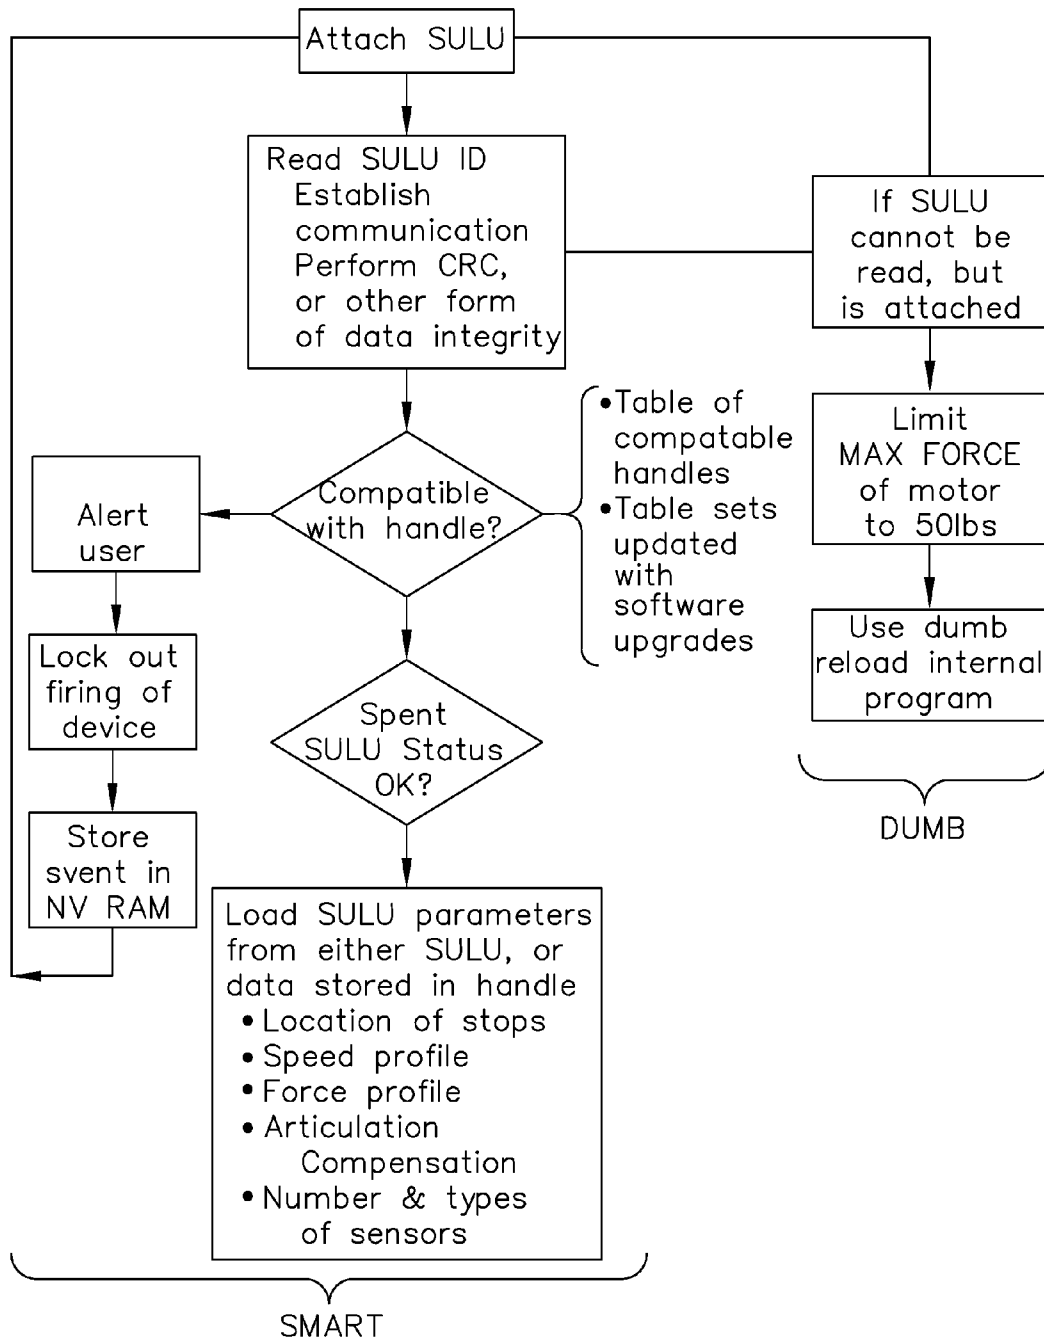 Attach SULU
Read SULU ID
Establish
communication
Perform CRC,
or other form
of data integrity
If SULU
cannot be
read, but
is attached
Limit
MAX FORCE
of motor
to 50lbs
Use dumb
reload internal
program
DUMB
Compatible
with handle?
•Table of
compatable
handles
•Table sets
updated
with
software
upgrades
Alert
user
Lock out
firing of
device
Store
svent in
NV RAM
Spent
SULU Status
OK?
Load SULU parameters
from either SULU, or
data stored in handle
•Location of stops
•Speed profile
•Force profile
•Articulation
Compensation
•Number & types
of sensors
SMART